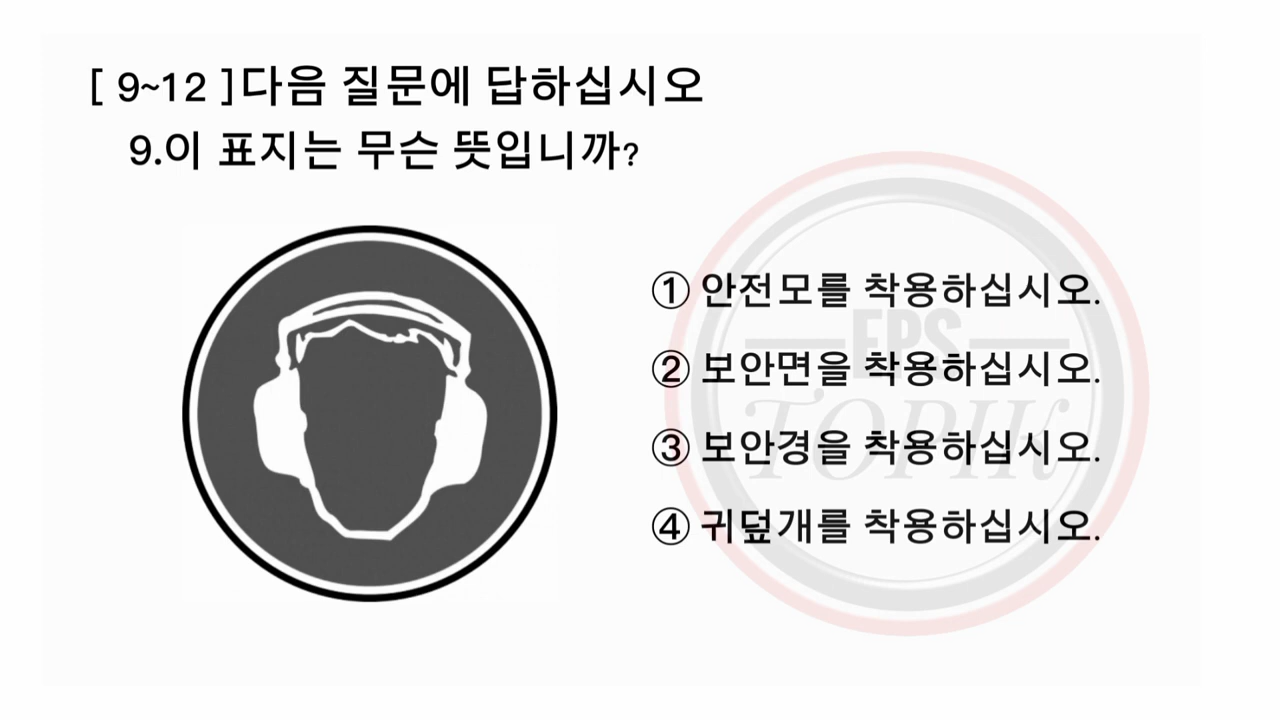 [ 9~12 ]다음 질문에 답하십시오
9.이 표지는 무슨 뜻입니까?
① 안전모를 착용하십시오.
② 보안면을 착용하십시오.
③ 보안경을 착용하십시오.
④ 귀덮개를 착용하십시오.
EPS
TOPIK